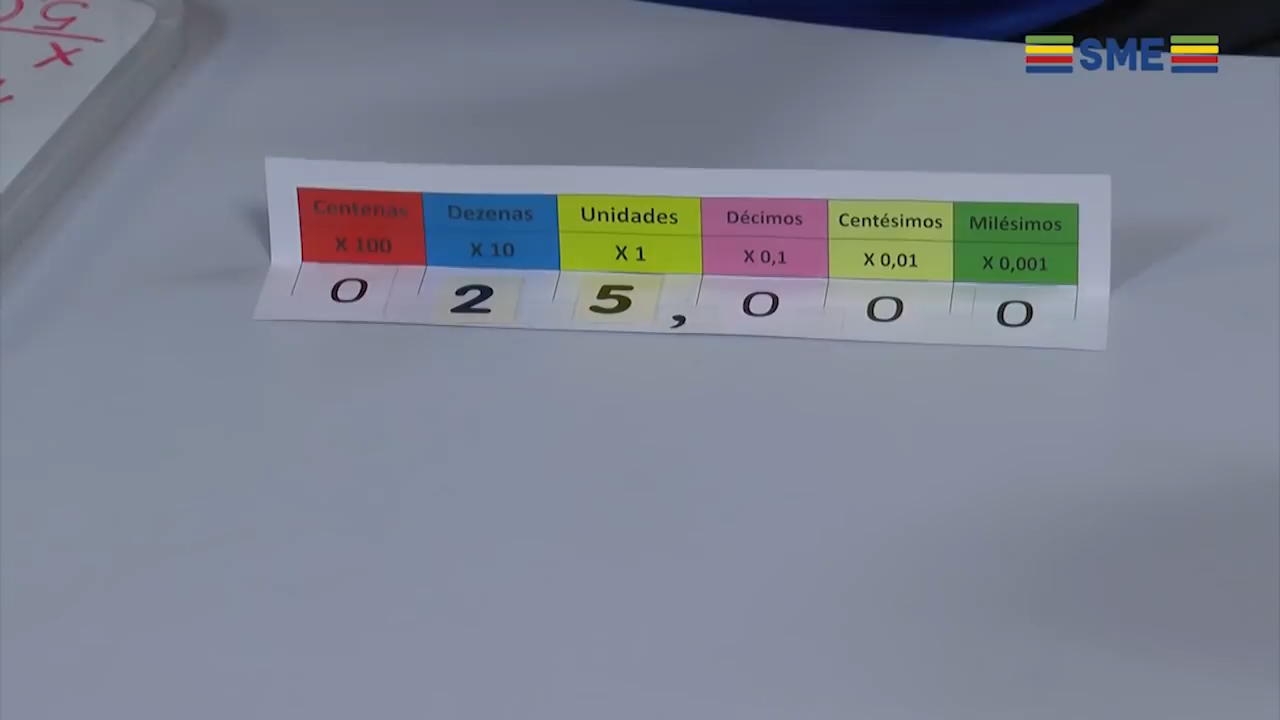 SME
Centenas Dezenas Unidades Décimos Centésimos Milésimos
X 100 X 10 X 1 X 0,1 X 0,01 X 0,001
0 2 5 , 0 0 0
5
x